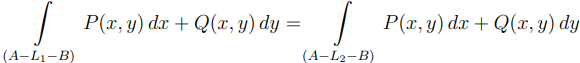 ∫ P(x, y) dx + Q(x, y) dy = ∫ P(x, y) dx + Q(x, y) dy
(A−L₁−B) (A−L₂−B)